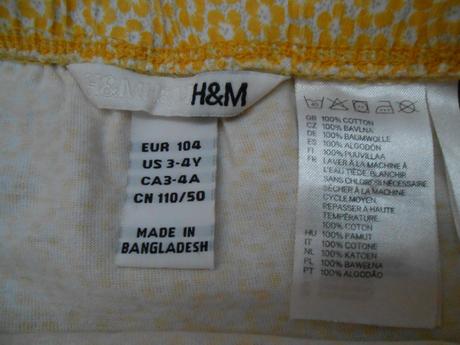 H&M
H&M
EUR 104
US 3-4Y
CA3-4A
CN 110/50
MADE IN
BANGLADESH
GB 100% COTTON
CZ 100% BAVLNA
DE 100% BAUMWOLLE
ES 100% ALGODÓN
FI 100% PUUVILLAA
FR LAVER À LA MACHINE À
L'EAU TIÈDE. BLANCHIR
SANS CHLORE SI NÉCESSAIRE
SÉCHER À LA MACHINE
CYCLE MOYEN.
REPASSER À HAUTE
TEMPÉRATURE.
100% COTON
HU 100% PAMUT
IT 100% COTONE
NL 100% KATOEN
PL 100% BAWEŁNA
PT 100% ALGODÃO